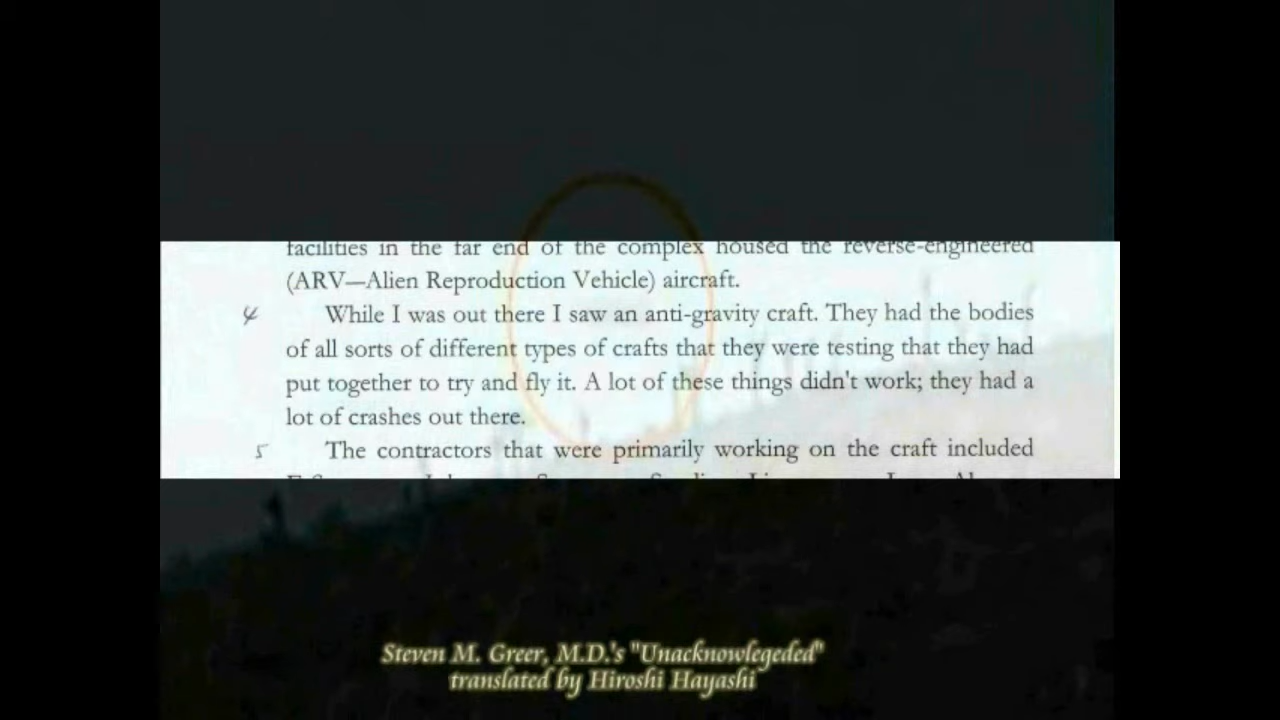 facilities in the far end of the complex housed the reverse-engineered
(ARV—Alien Reproduction Vehicle) aircraft.
4 While I was out there I saw an anti-gravity craft. They had the bodies
of all sorts of different types of crafts that they were testing that they had
put together to try and fly it. A lot of these things didn't work; they had a
lot of crashes out there.
5 The contractors that were primarily working on the craft included
Steven M. Greer, M.D.'s "Unacknowlegeded"
translated by Hiroshi Hayashi